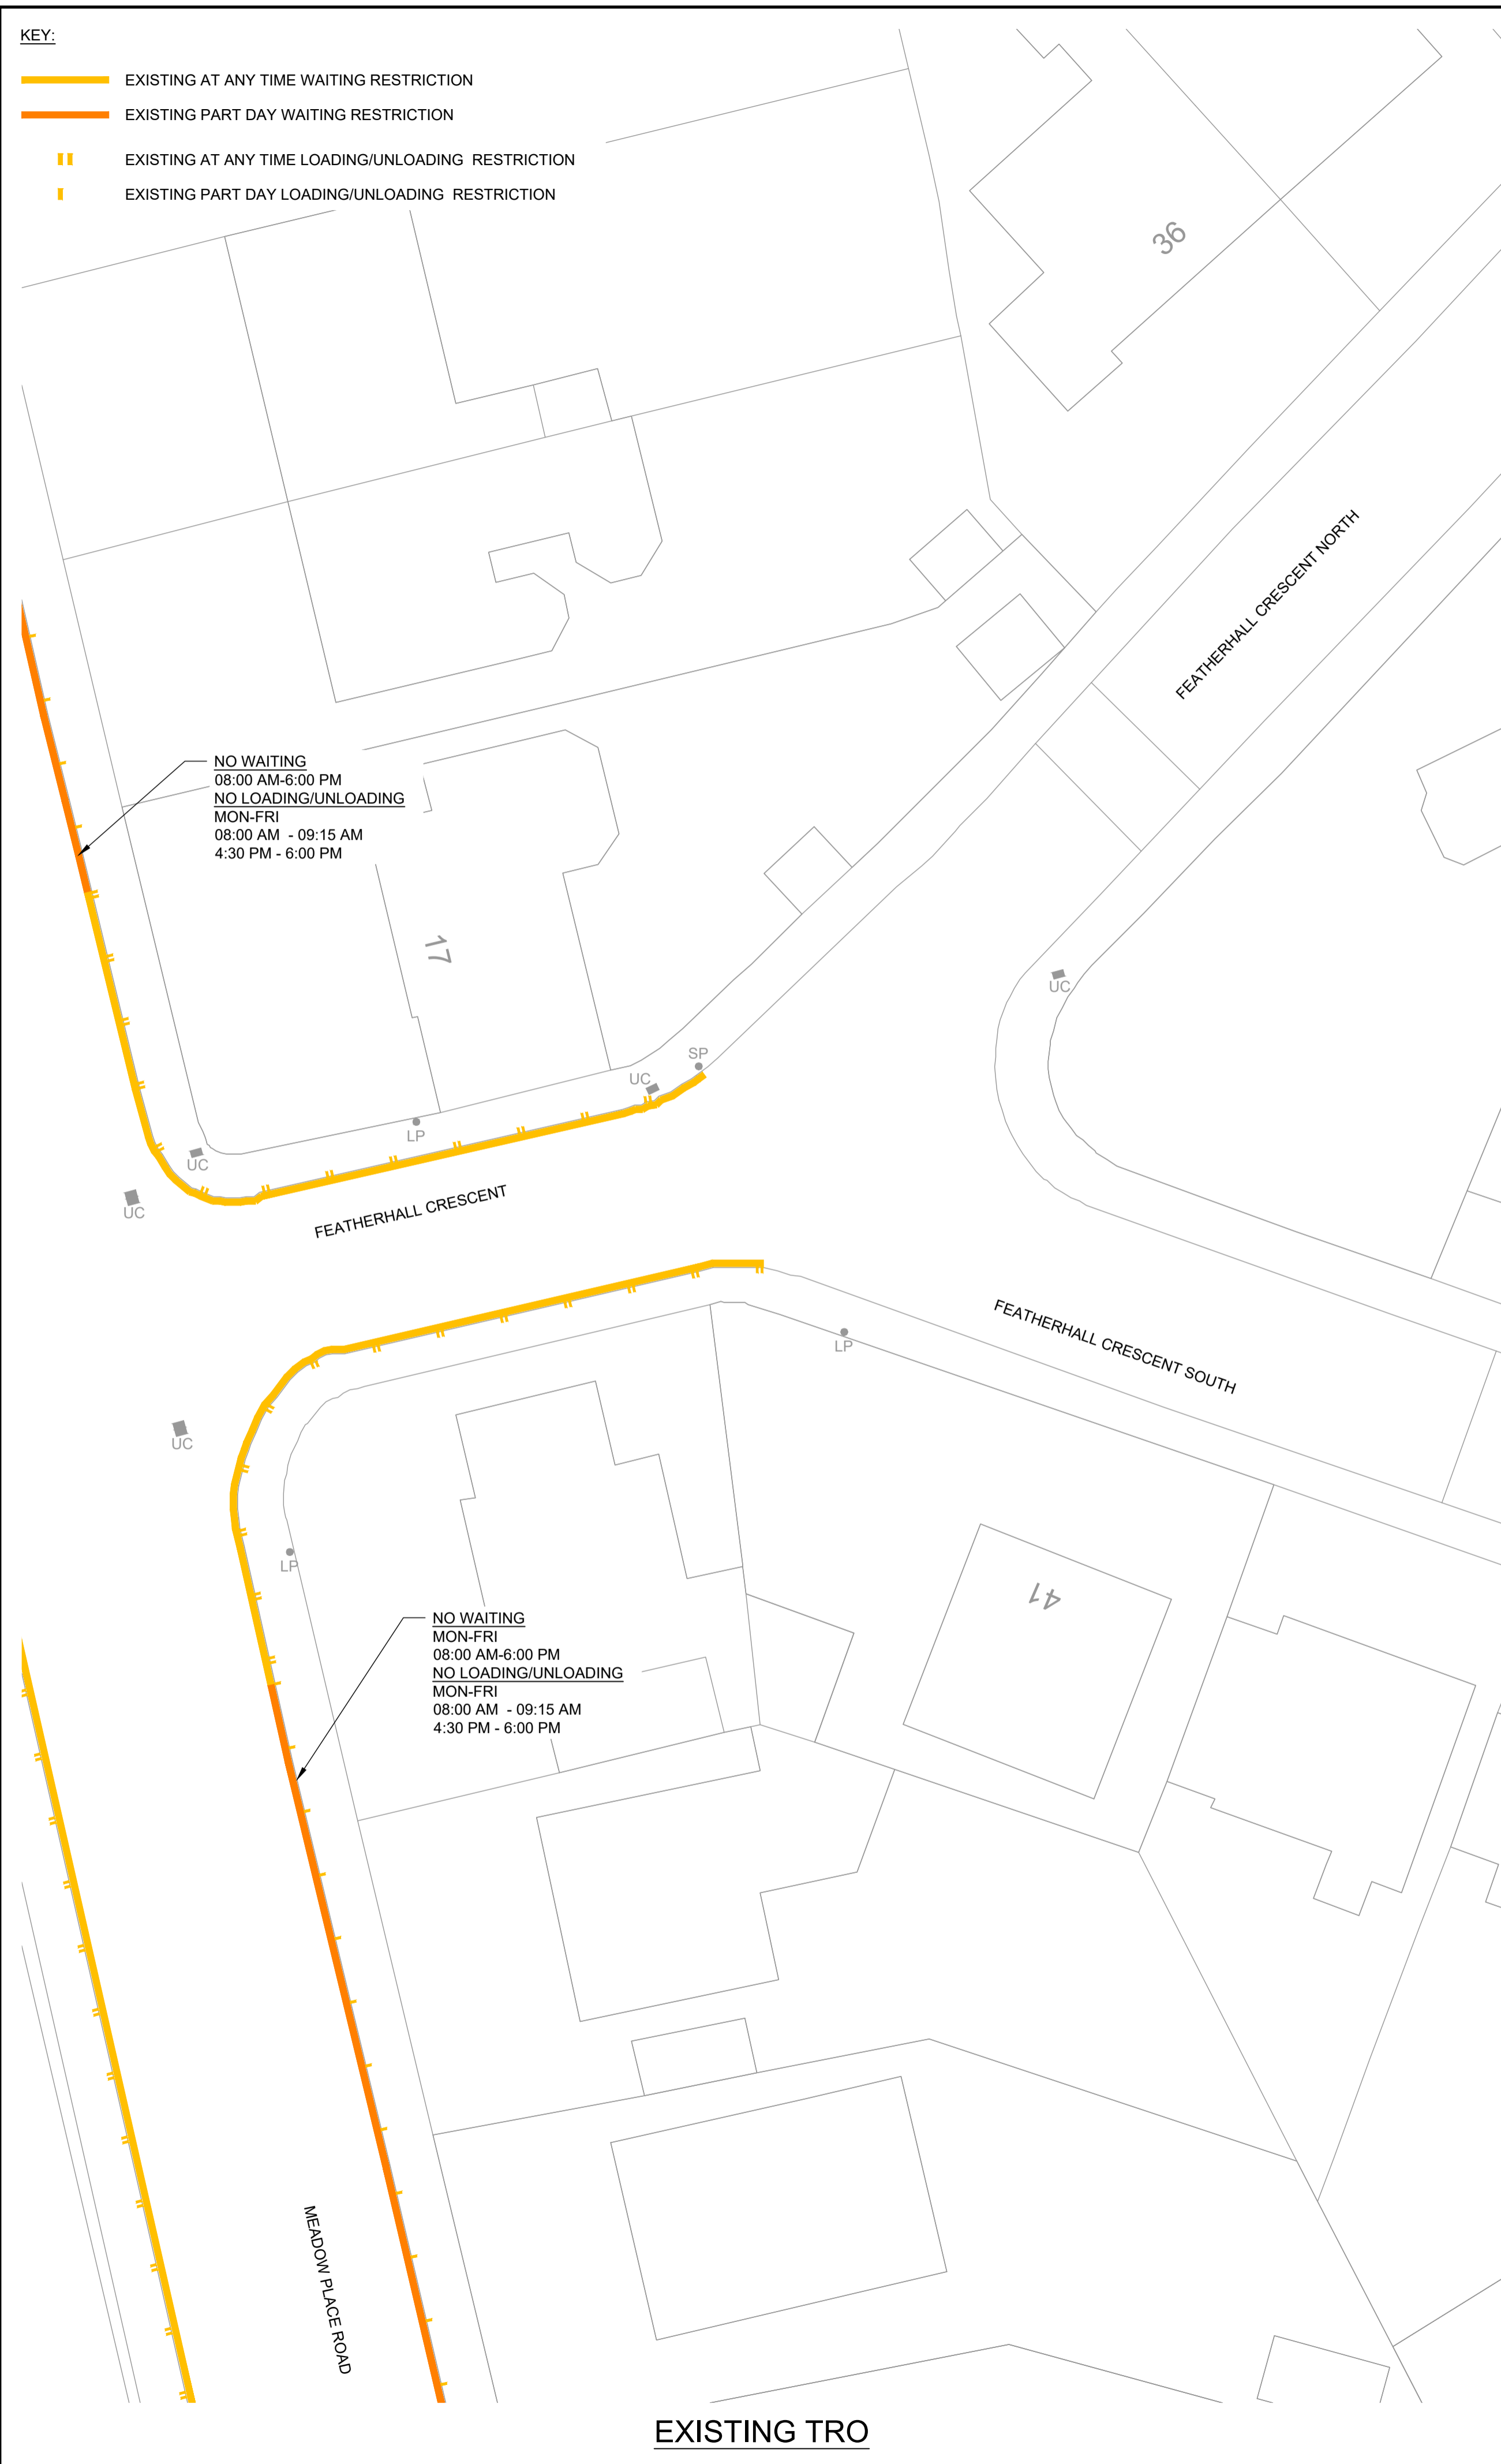 KEY:
EXISTING AT ANY TIME WAITING RESTRICTION
EXISTING PART DAY WAITING RESTRICTION
EXISTING AT ANY TIME LOADING/UNLOADING  RESTRICTION
EXISTING PART DAY LOADING/UNLOADING  RESTRICTION
36
FEATHERHALL CRESCENT NORTH
NO WAITING
08:00 AM-6:00 PM
NO LOADING/UNLOADING
MON-FRI
08:00 AM  - 09:15 AM
4:30 PM - 6:00 PM
17
UC
SP
UC
LP
UC
UC
FEATHERHALL CRESCENT
FEATHERHALL CRESCENT SOUTH
LP
UC
LP
41
NO WAITING
MON-FRI
08:00 AM-6:00 PM
NO LOADING/UNLOADING
MON-FRI
08:00 AM  - 09:15 AM
4:30 PM - 6:00 PM
MEADOW PLACE ROAD
EXISTING TRO